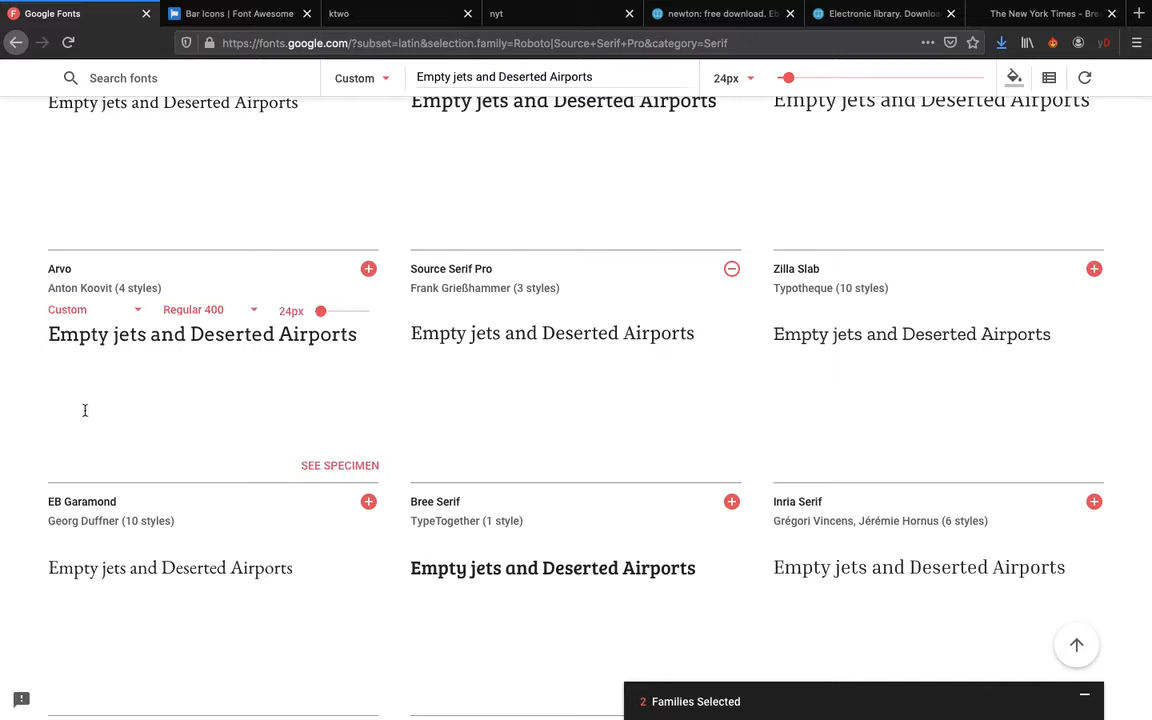 Google Fonts
Bar Icons | Font Awesome
ktwo
nyt
newton: free download. Eb
Electronic library. Downloa
The New York Times - Bre
https://fonts.google.com/?subset=latin&selection.family=Roboto|Source+Serif+Pro&category=Serif
Search fonts
Custom
Empty jets and Deserted Airports
24px
Empty jets and Deserted Airports
Empty jets and Deserted Airports
Empty jets and Deserted Airports
Arvo
Anton Koovit (4 styles)
Custom
Regular 400
24px
Empty jets and Deserted Airports
SEE SPECIMEN
Source Serif Pro
Frank Grießhammer (3 styles)
Empty jets and Deserted Airports
Zilla Slab
Typotheque (10 styles)
Empty jets and Deserted Airports
EB Garamond
Georg Duffner (10 styles)
Empty jets and Deserted Airports
Bree Serif
TypeTogether (1 style)
Empty jets and Deserted Airports
Inria Serif
Grégori Vincens, Jérémie Hornus (6 styles)
Empty jets and Deserted Airports
2 Families Selected